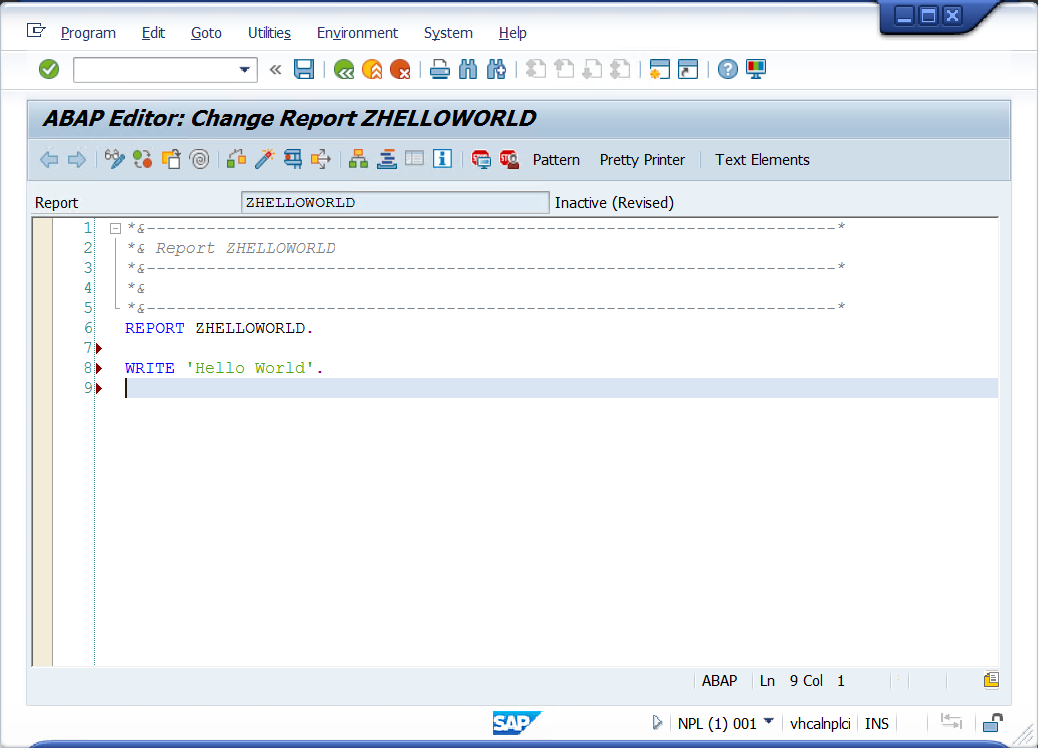 Program Edit Goto Utilities Environment System Help
ABAP Editor: Change Report ZHELLOWORLD
Pattern Pretty Printer Text Elements
Report ZHELLOWORLD Inactive (Revised)
1 *&---------------------------------------------------------------------*
2 *& Report ZHELLOWORLD
3 *&---------------------------------------------------------------------*
4 *&
5 *&---------------------------------------------------------------------*
6 REPORT ZHELLOWORLD.
7
8 WRITE 'Hello World'.
9
ABAP Ln 9 Col 1
SAP NPL (1) 001 vhcalnplci INS